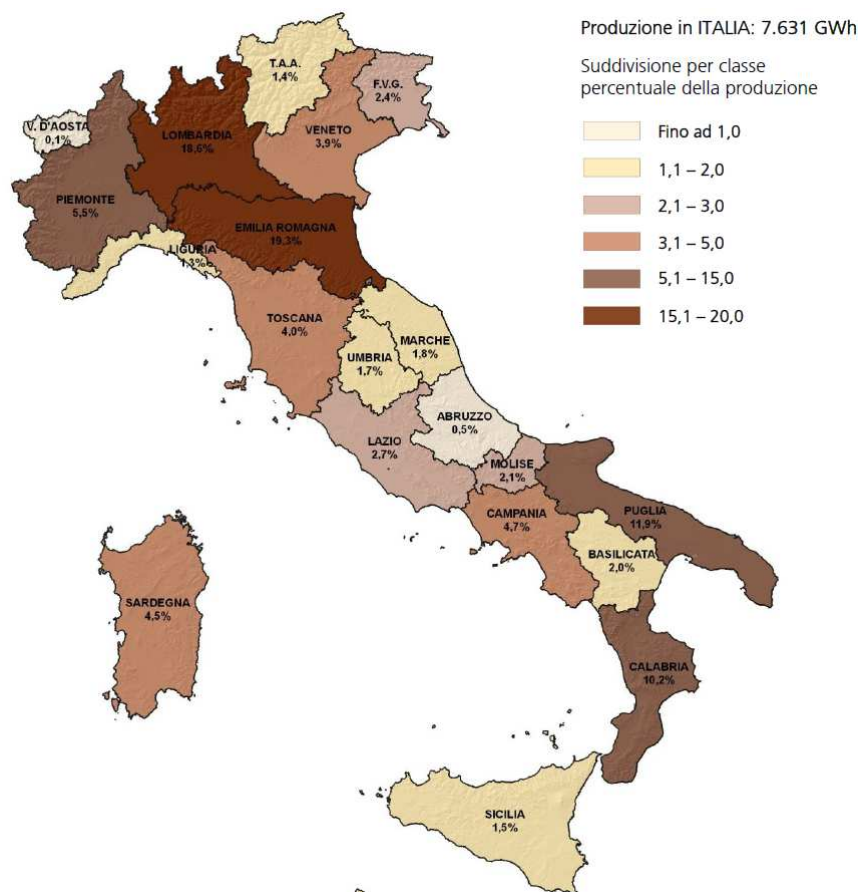 Produzione in ITALIA: 7.631 GWh
Suddivisione per classe
percentuale della produzione
Fino ad 1,0
1,1 – 2,0
2,1 – 3,0
3,1 – 5,0
5,1 – 15,0
15,1 – 20,0
T.A.A.
1,4%
F.V.G.
2,4%
V. D'AOSTA
0,1%
LOMBARDIA
18,6%
VENETO
3,9%
PIEMONTE
5,5%
EMILIA ROMAGNA
19,3%
LIGURIA
1,3%
TOSCANA
4,0%
MARCHE
1,8%
UMBRIA
1,7%
ABRUZZO
0,5%
LAZIO
2,7%
MOLISE
2,1%
CAMPANIA
4,7%
PUGLIA
11,9%
BASILICATA
2,0%
SARDEGNA
4,5%
CALABRIA
10,2%
SICILIA
1,5%